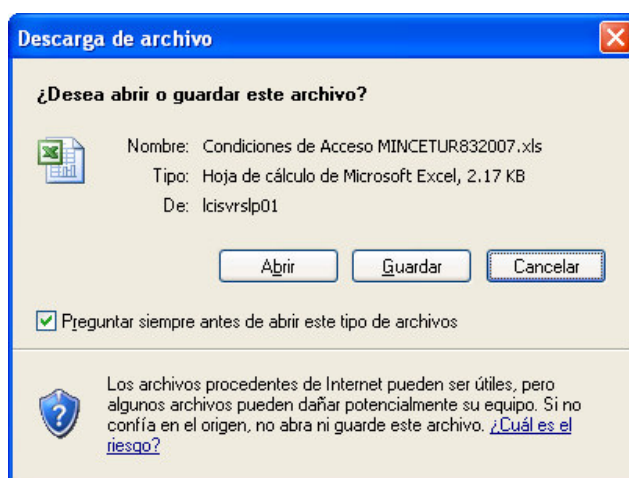 Descarga de archivo
¿Desea abrir o guardar este archivo?
Nombre: Condiciones de Acceso MINCETUR832007.xls
Tipo: Hoja de cálculo de Microsoft Excel, 2.17 KB
De: lcisvrslp01
Abrir Guardar Cancelar
Preguntar siempre antes de abrir este tipo de archivos
Los archivos procedentes de Internet pueden ser útiles, pero
algunos archivos pueden dañar potencialmente su equipo. Si no
confía en el origen, no abra ni guarde este archivo. ¿Cuál es el
riesgo?